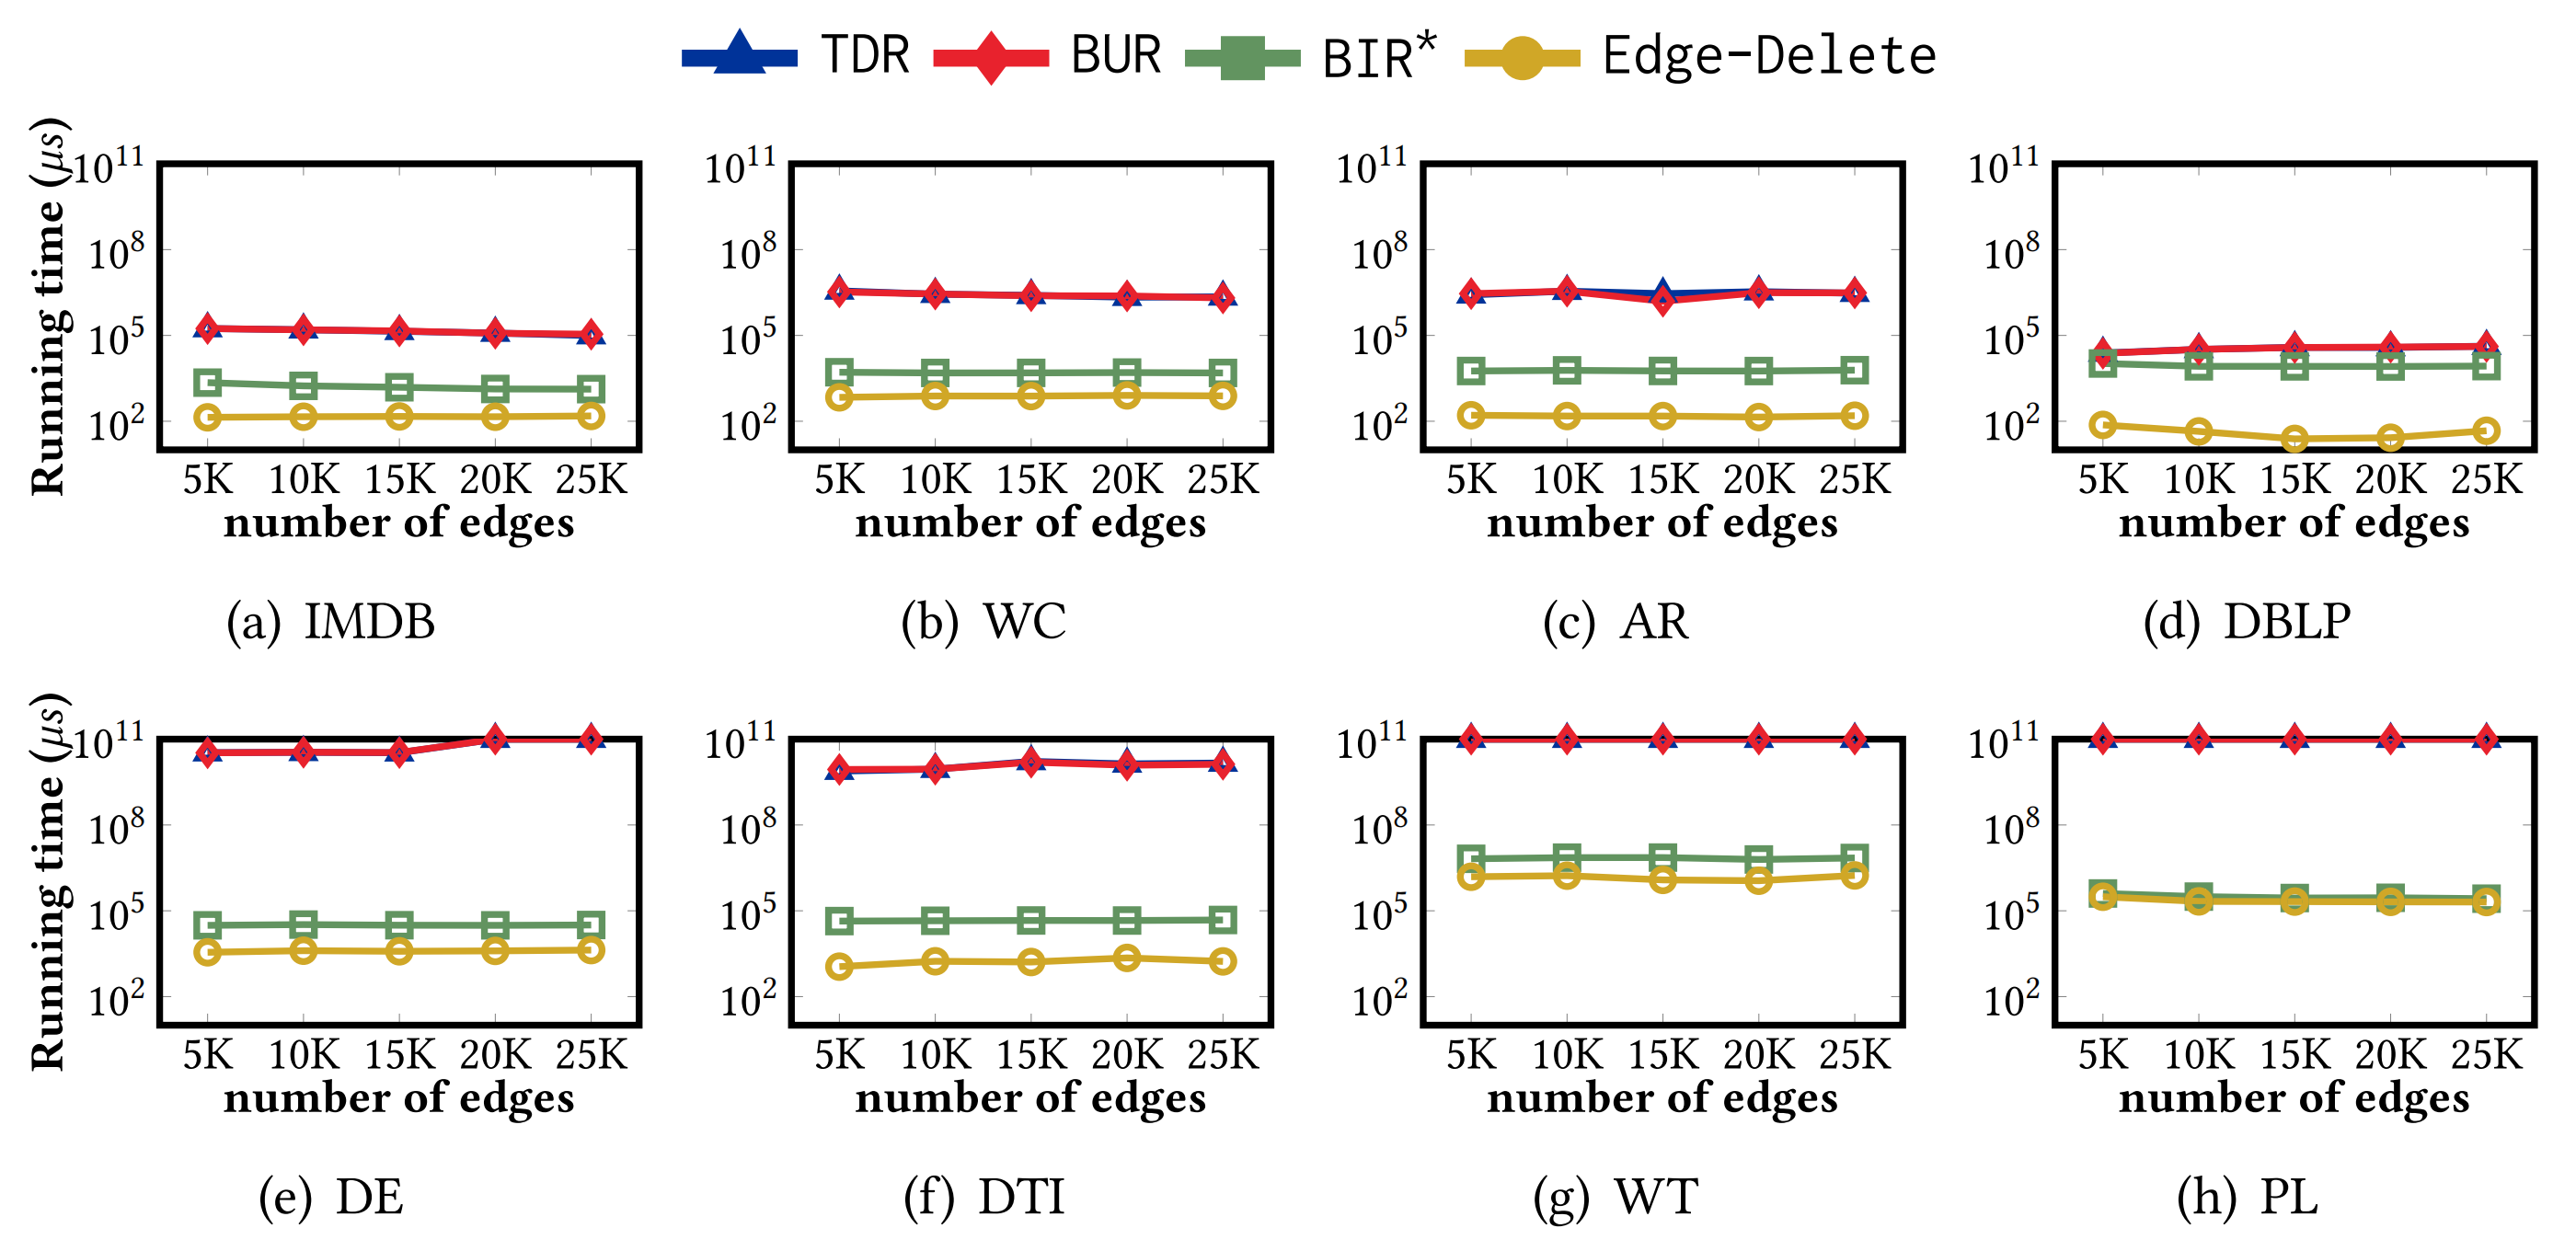 TDR BUR BIR* Edge-Delete
Running time (μs)
10^11 10^8 10^5 10^2
5K 10K 15K 20K 25K
number of edges
(a) IMDB
10^11 10^8 10^5 10^2
5K 10K 15K 20K 25K
number of edges
(b) WC
10^11 10^8 10^5 10^2
5K 10K 15K 20K 25K
number of edges
(c) AR
10^11 10^8 10^5 10^2
5K 10K 15K 20K 25K
number of edges
(d) DBLP
Running time (μs)
10^11 10^8 10^5 10^2
5K 10K 15K 20K 25K
number of edges
(e) DE
10^11 10^8 10^5 10^2
5K 10K 15K 20K 25K
number of edges
(f) DTI
10^11 10^8 10^5 10^2
5K 10K 15K 20K 25K
number of edges
(g) WT
10^11 10^8 10^5 10^2
5K 10K 15K 20K 25K
number of edges
(h) PL